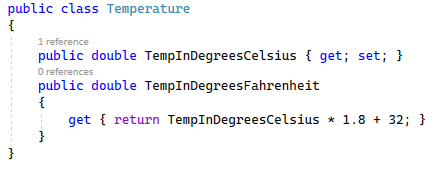 public class Temperature
{
1 reference
public double TempInDegreesCelsius { get; set; }
0 references
public double TempInDegreesFahrenheit
{
get { return TempInDegreesCelsius * 1.8 + 32; }
}
}